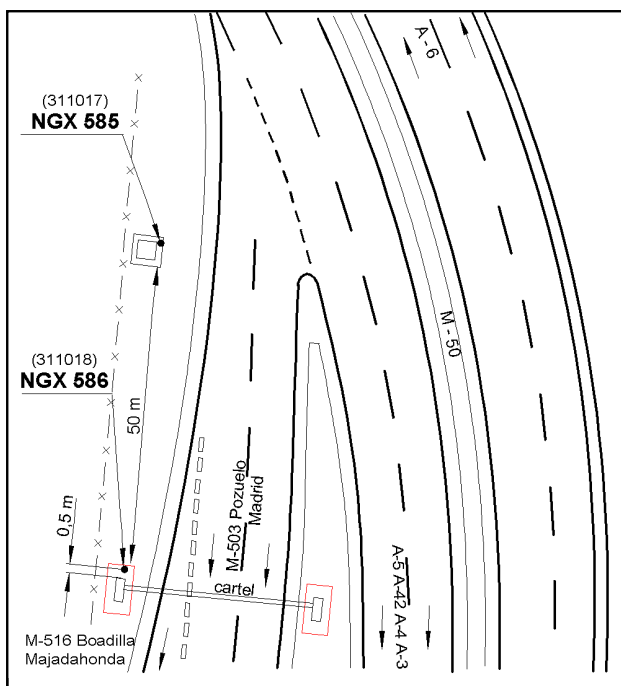 (311017)
NGX 585
A - 6
M - 50
(311018)
NGX 586
50 m
0,5 m
M-503 Pozuelo
Madrid
cartel
A-5 A-42 A-4 A-3
M-516 Boadilla
Majadahonda